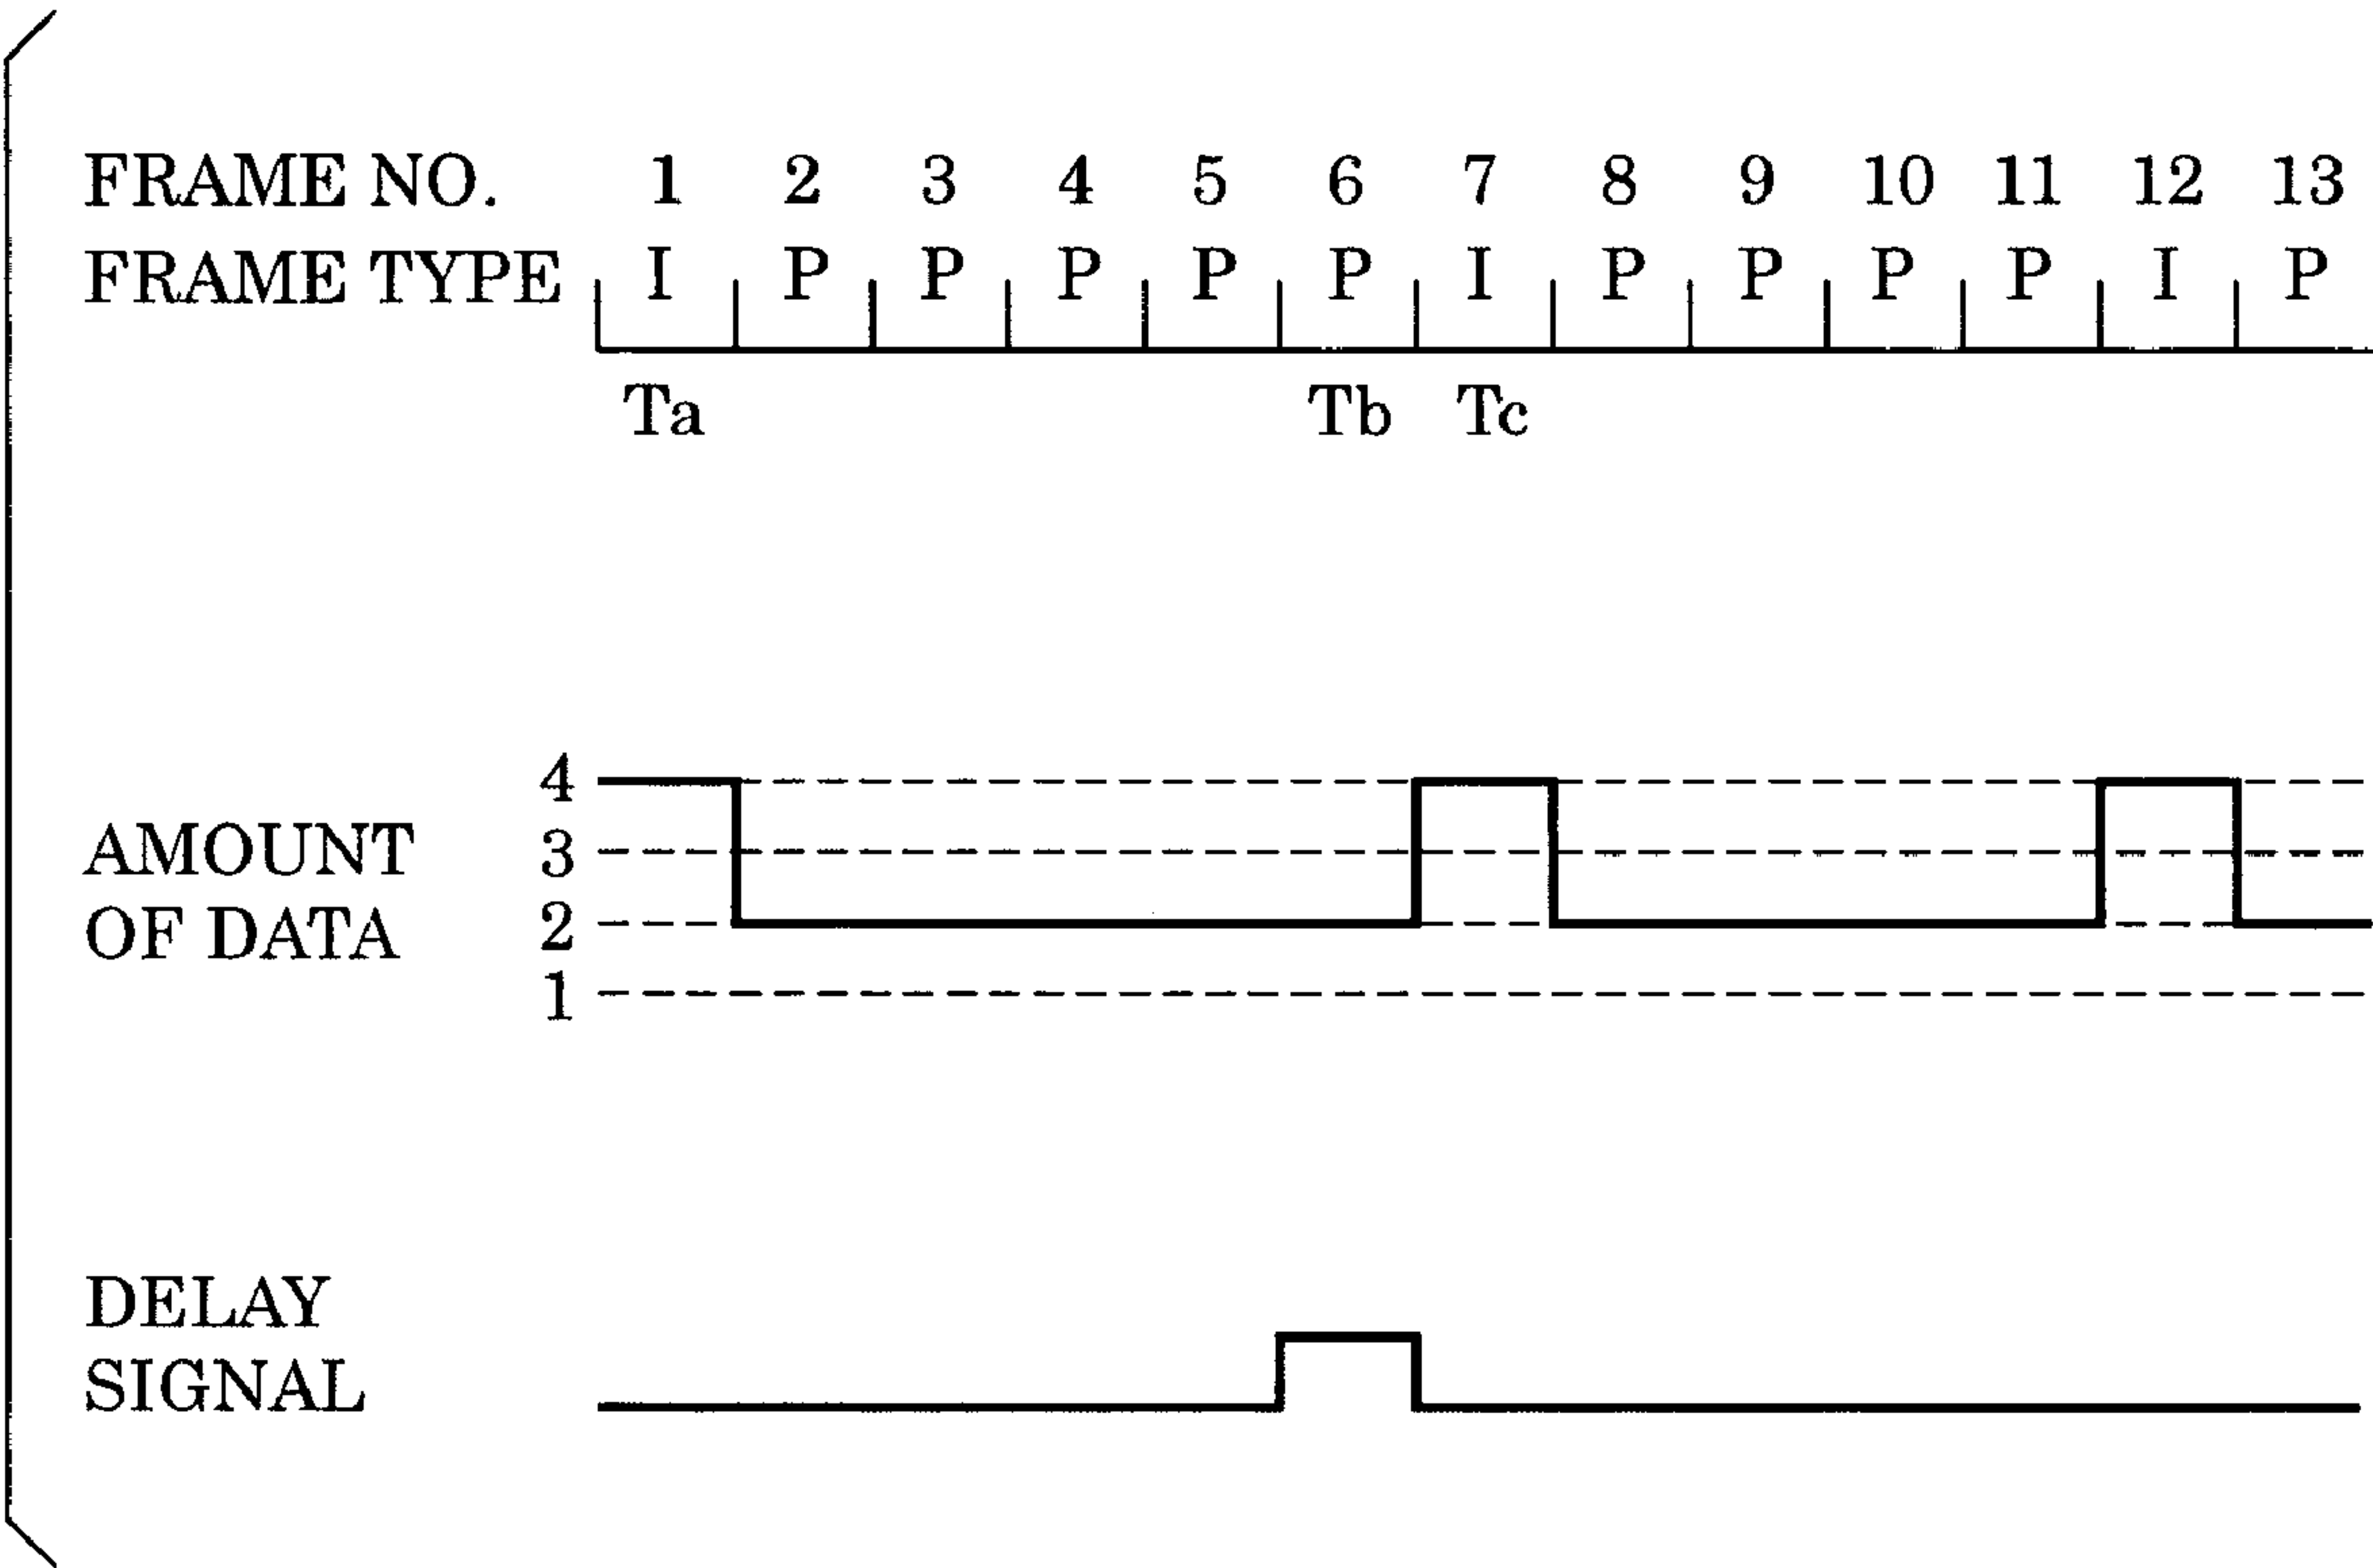 FRAME NO. 1 2 3 4 5 6 7 8 9 10 11 12 13
FRAME TYPE I P P P P P I P P P P I P
Ta Tb Tc
4
AMOUNT 3
OF DATA 2
1
DELAY
SIGNAL